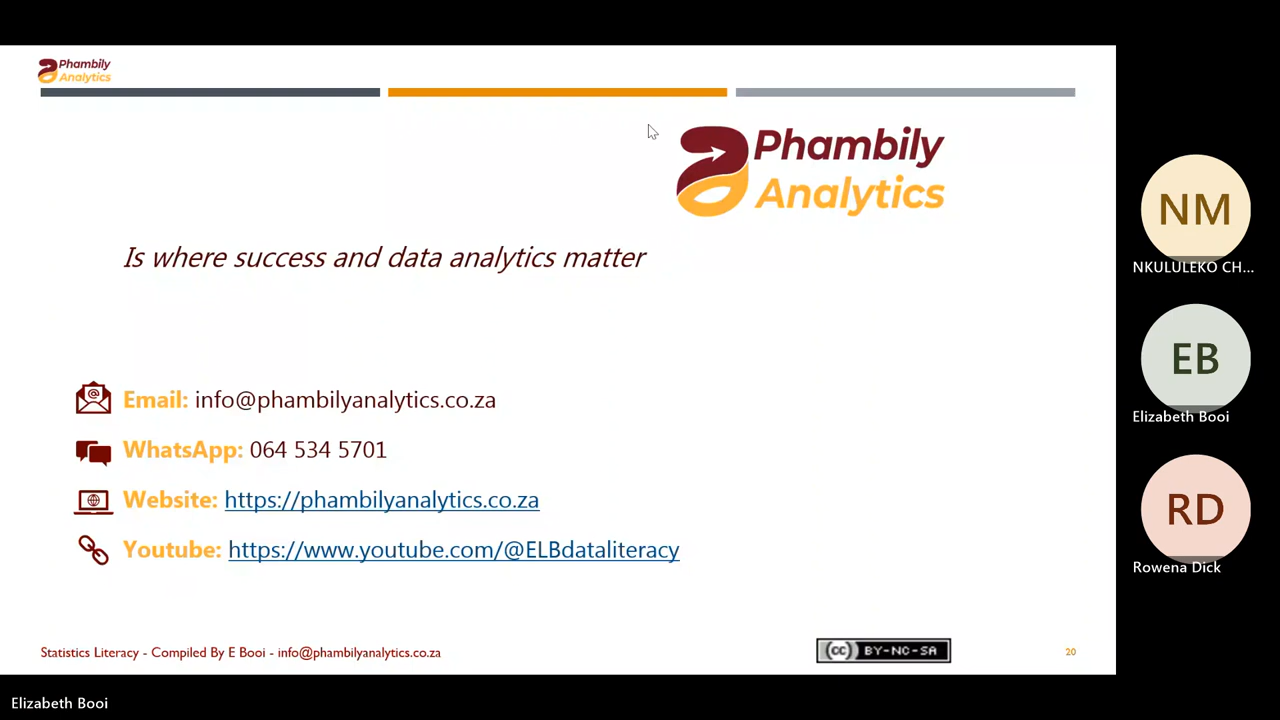 Phambily
Analytics
Phambily
Analytics
Is where success and data analytics matter
Email: info@phambilyanalytics.co.za
WhatsApp: 064 534 5701
Website: https://phambilyanalytics.co.za
Youtube: https://www.youtube.com/@ELBdataliteracy
Statistics Literacy - Compiled By E Booi - info@phambilyanalytics.co.za
cc BY-NC-SA
20
NM
NKULULEKO CH...
EB
Elizabeth Booi
RD
Rowena Dick
Elizabeth Booi